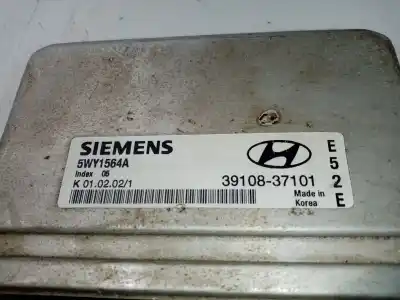 SIEMENS
5WY1564A
Index 05
K 01.02.02/1
39108-37101
Made in
Korea
E
5
2
E